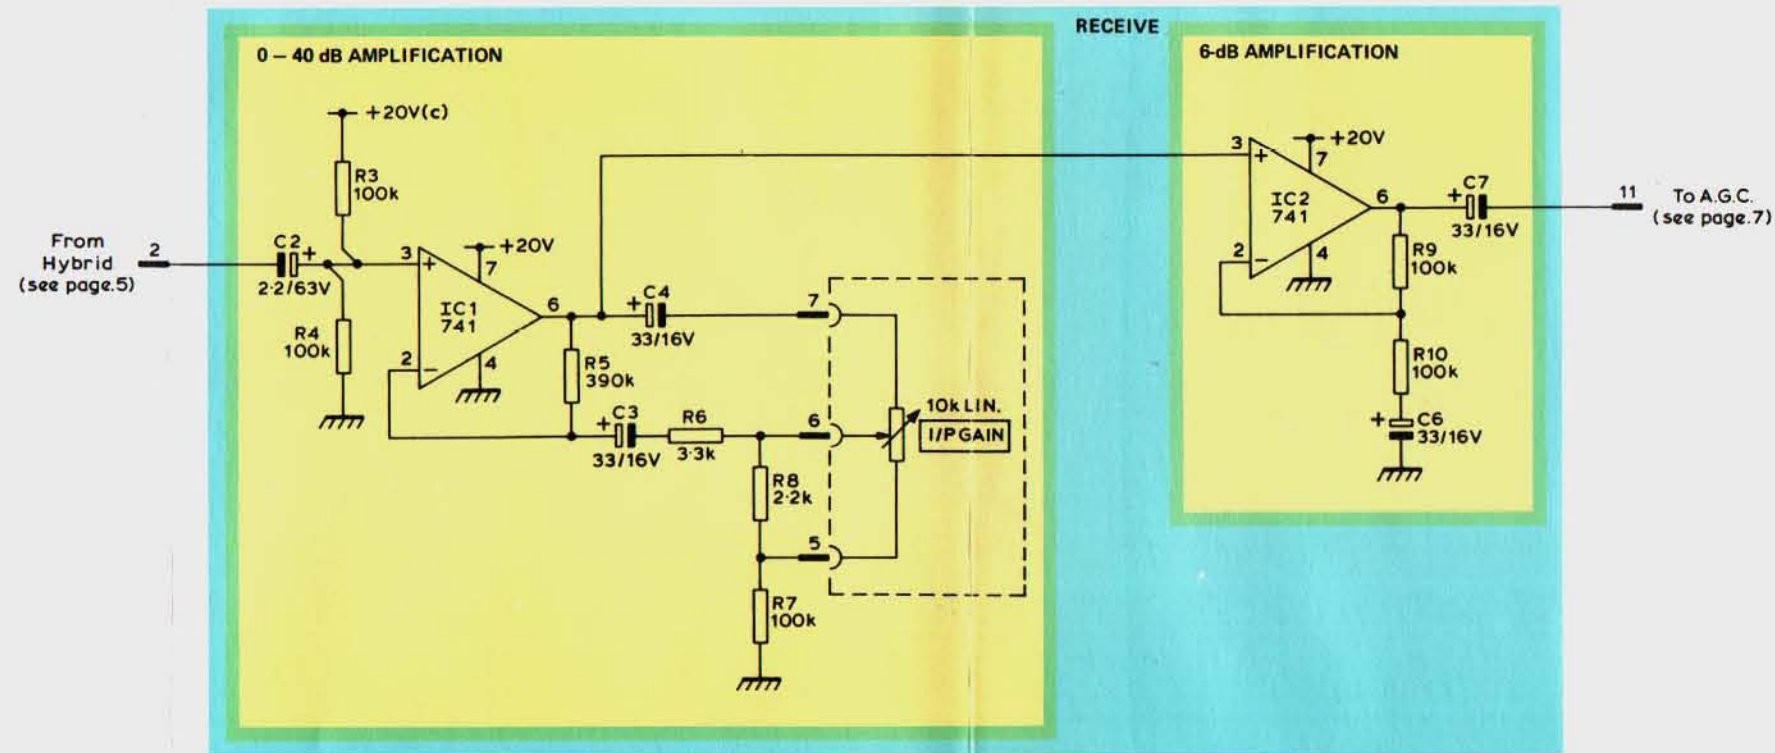 RECEIVE
0 – 40 dB AMPLIFICATION
6-dB AMPLIFICATION
+20V(c)
R3
100k
From
Hybrid
(see page.5)
2
C2
+
2·2/63V
R4
100k
3
+
2
–
IC1
741
+20V
7
4
6
R5
390k
+
C4
33/16V
+
C3
33/16V
R6
3·3k
R8
2·2k
R7
100k
7
6
5
10k LIN.
I/P GAIN
3
+
2
–
IC2
741
+20V
7
4
6
R9
100k
R10
100k
+
C6
33/16V
+
C7
33/16V
11
To A.G.C.
(see page.7)